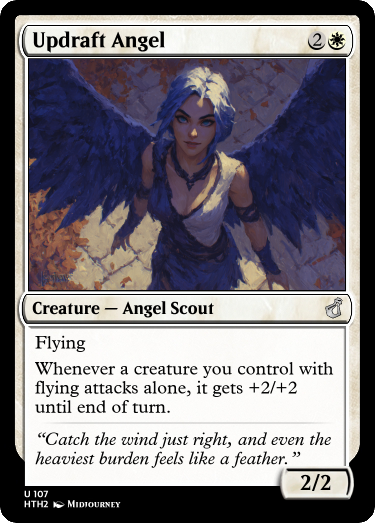 Updraft Angel 2
Creature — Angel Scout
Flying
Whenever a creature you control with
flying attacks alone, it gets +2/+2
until end of turn.
“Catch the wind just right, and even the
heaviest burden feels like a feather.”
2/2
U 107
HTH2 Midjourney